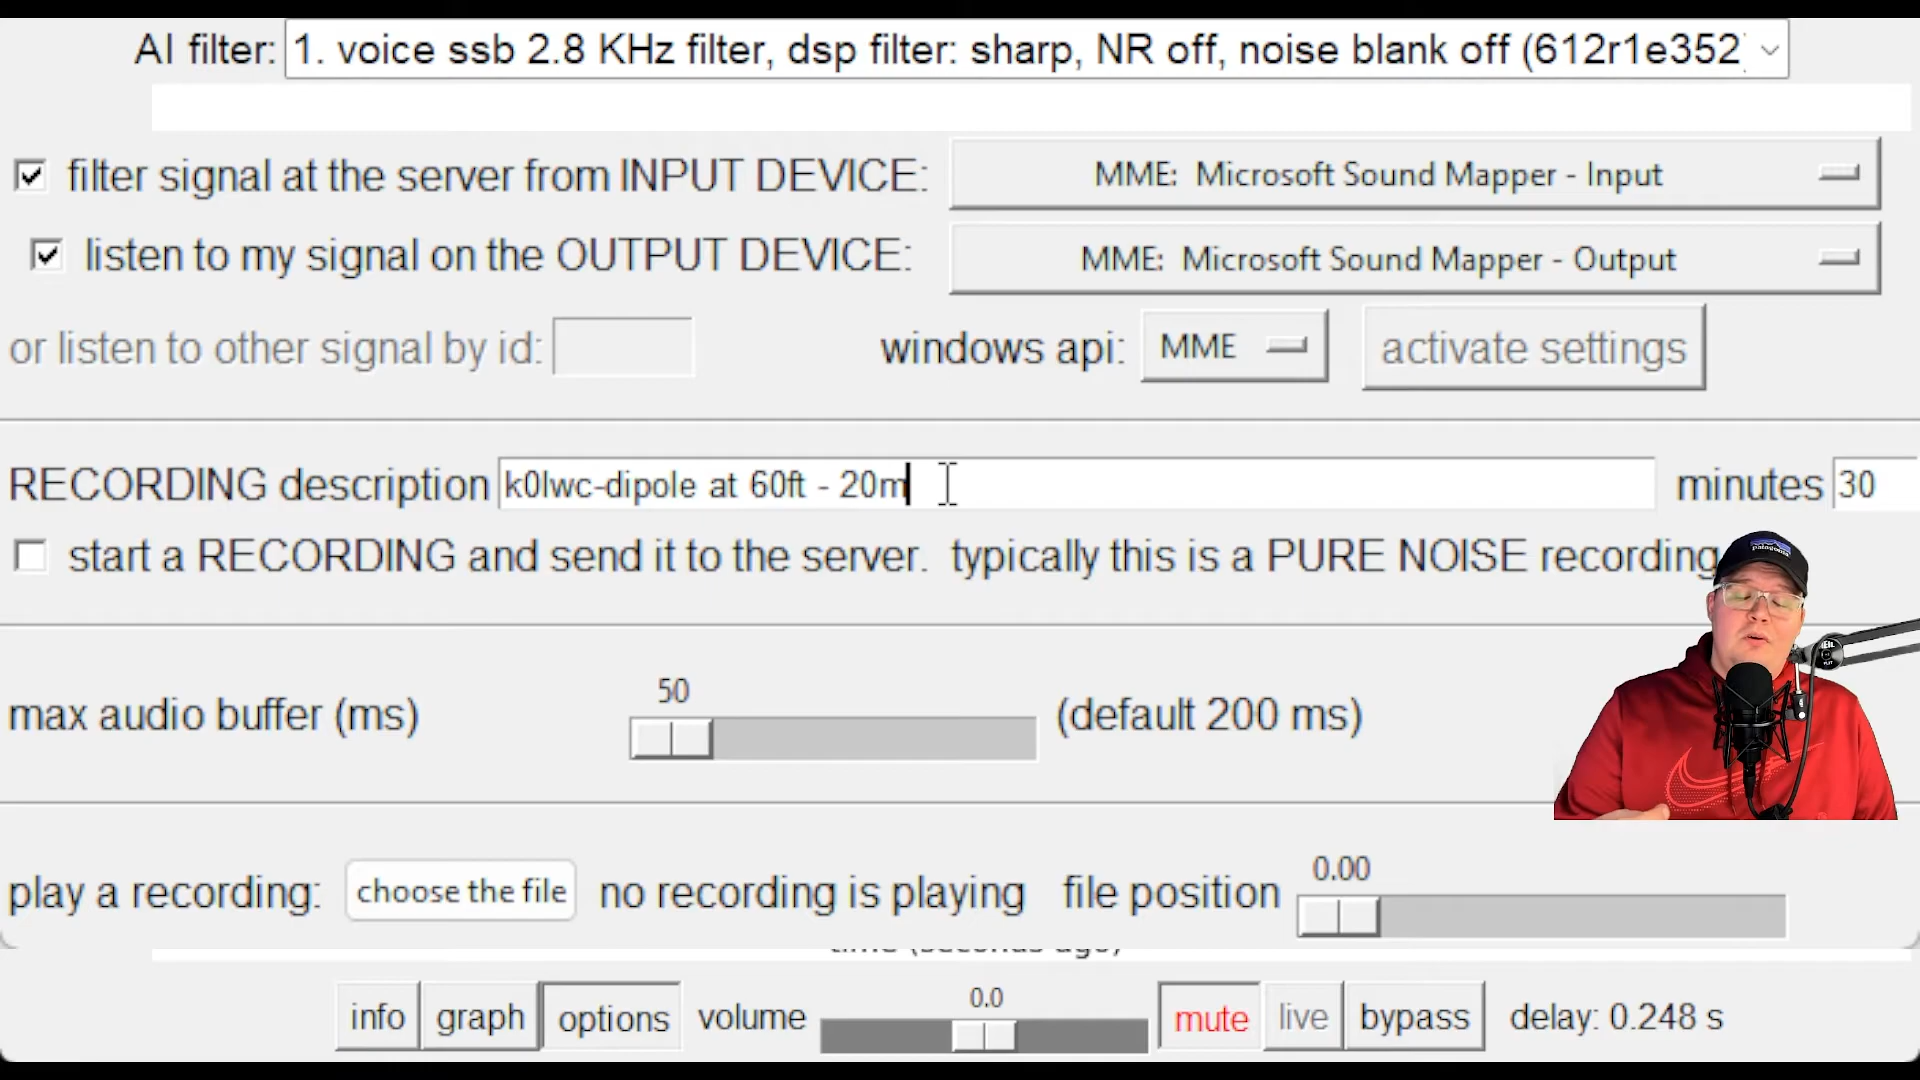 AI filter: 1. voice ssb 2.8 KHz filter, dsp filter: sharp, NR off, noise blank off (612r1e352
filter signal at the server from INPUT DEVICE: MME: Microsoft Sound Mapper - Input
listen to my signal on the OUTPUT DEVICE: MME: Microsoft Sound Mapper - Output
or listen to other signal by id: windows api: MME activate settings
RECORDING description k0lwc-dipole at 60ft - 20m minutes 30
start a RECORDING and send it to the server. typically this is a PURE NOISE recording
patagonia
HEIL
50
max audio buffer (ms) (default 200 ms)
0.00
play a recording: choose the file no recording is playing file position
time (seconds ago)
0.0
info graph options volume mute live bypass delay: 0.248 s